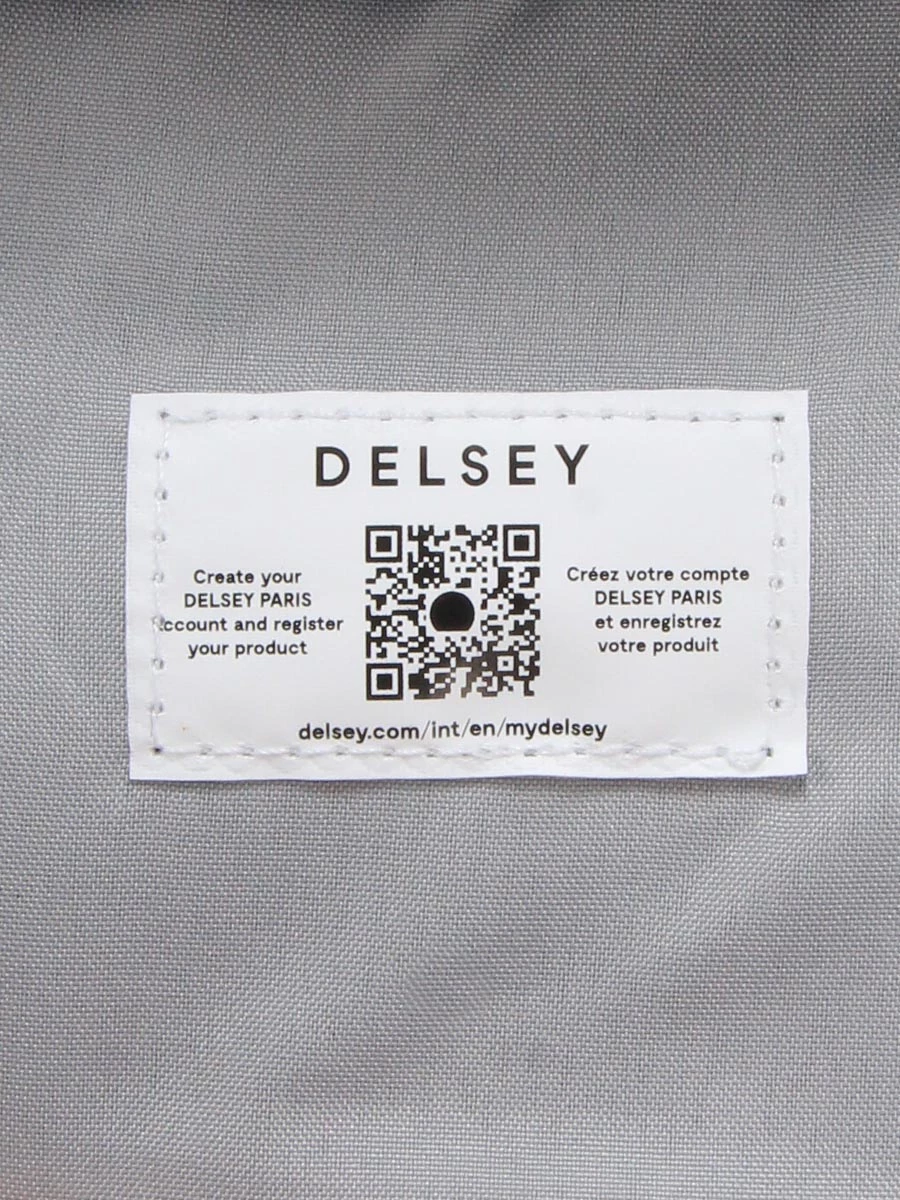 DELSEY
Create your
DELSEY PARIS
account and register
your product
Créez votre compte
DELSEY PARIS
et enregistrez
votre produit
delsey.com/int/en/mydelsey